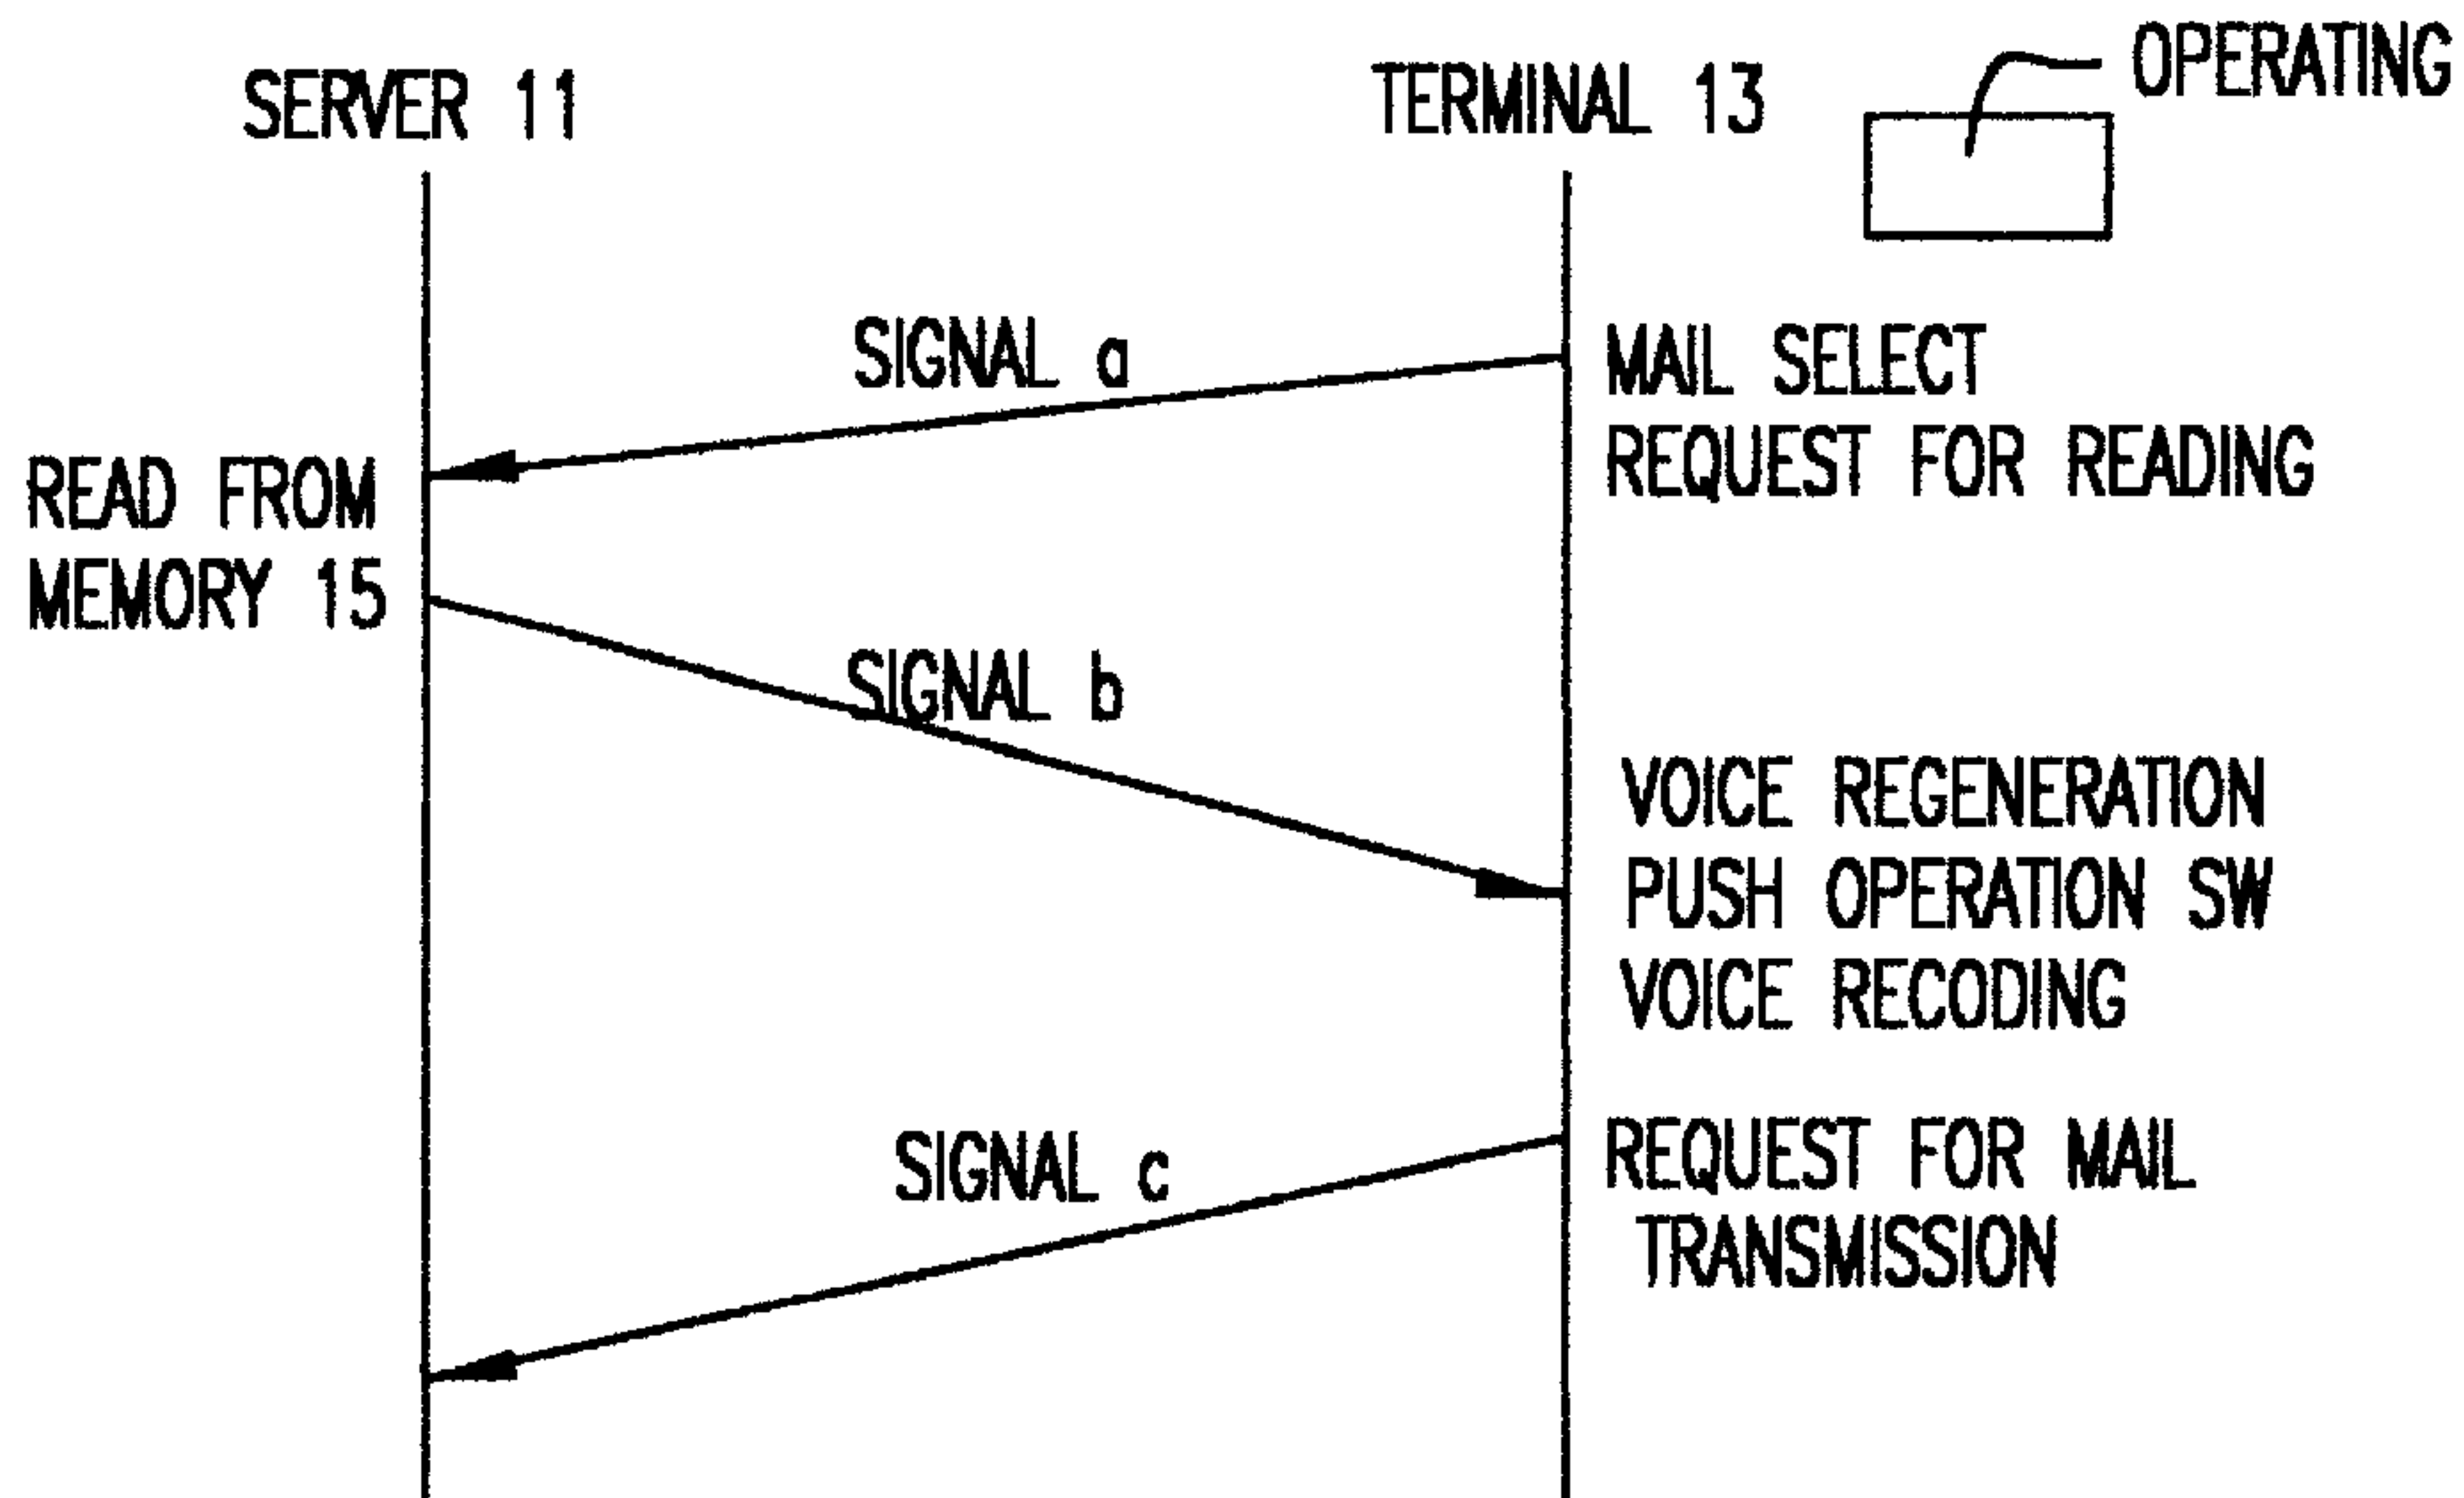 SERVER 11
TERMINAL 13
OPERATING
SIGNAL a
MAIL SELECT
REQUEST FOR READING
READ FROM
MEMORY 15
SIGNAL b
VOICE REGENERATION
PUSH OPERATION SW
VOICE RECODING
SIGNAL c
REQUEST FOR MAIL
TRANSMISSION